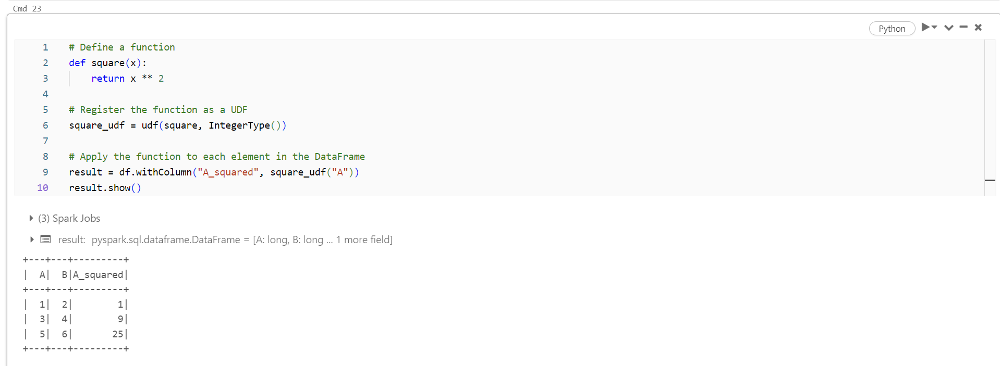 Cmd 23
Python
1 # Define a function
2 def square(x):
3     return x ** 2
4
5 # Register the function as a UDF
6 square_udf = udf(square, IntegerType())
7
8 # Apply the function to each element in the DataFrame
9 result = df.withColumn("A_squared", square_udf("A"))
10 result.show()
(3) Spark Jobs
result: pyspark.sql.dataframe.DataFrame = [A: long, B: long ... 1 more field]
+---+---+---------+
|  A|  B|A_squared|
+---+---+---------+
|  1|  2|        1|
|  3|  4|        9|
|  5|  6|       25|
+---+---+---------+